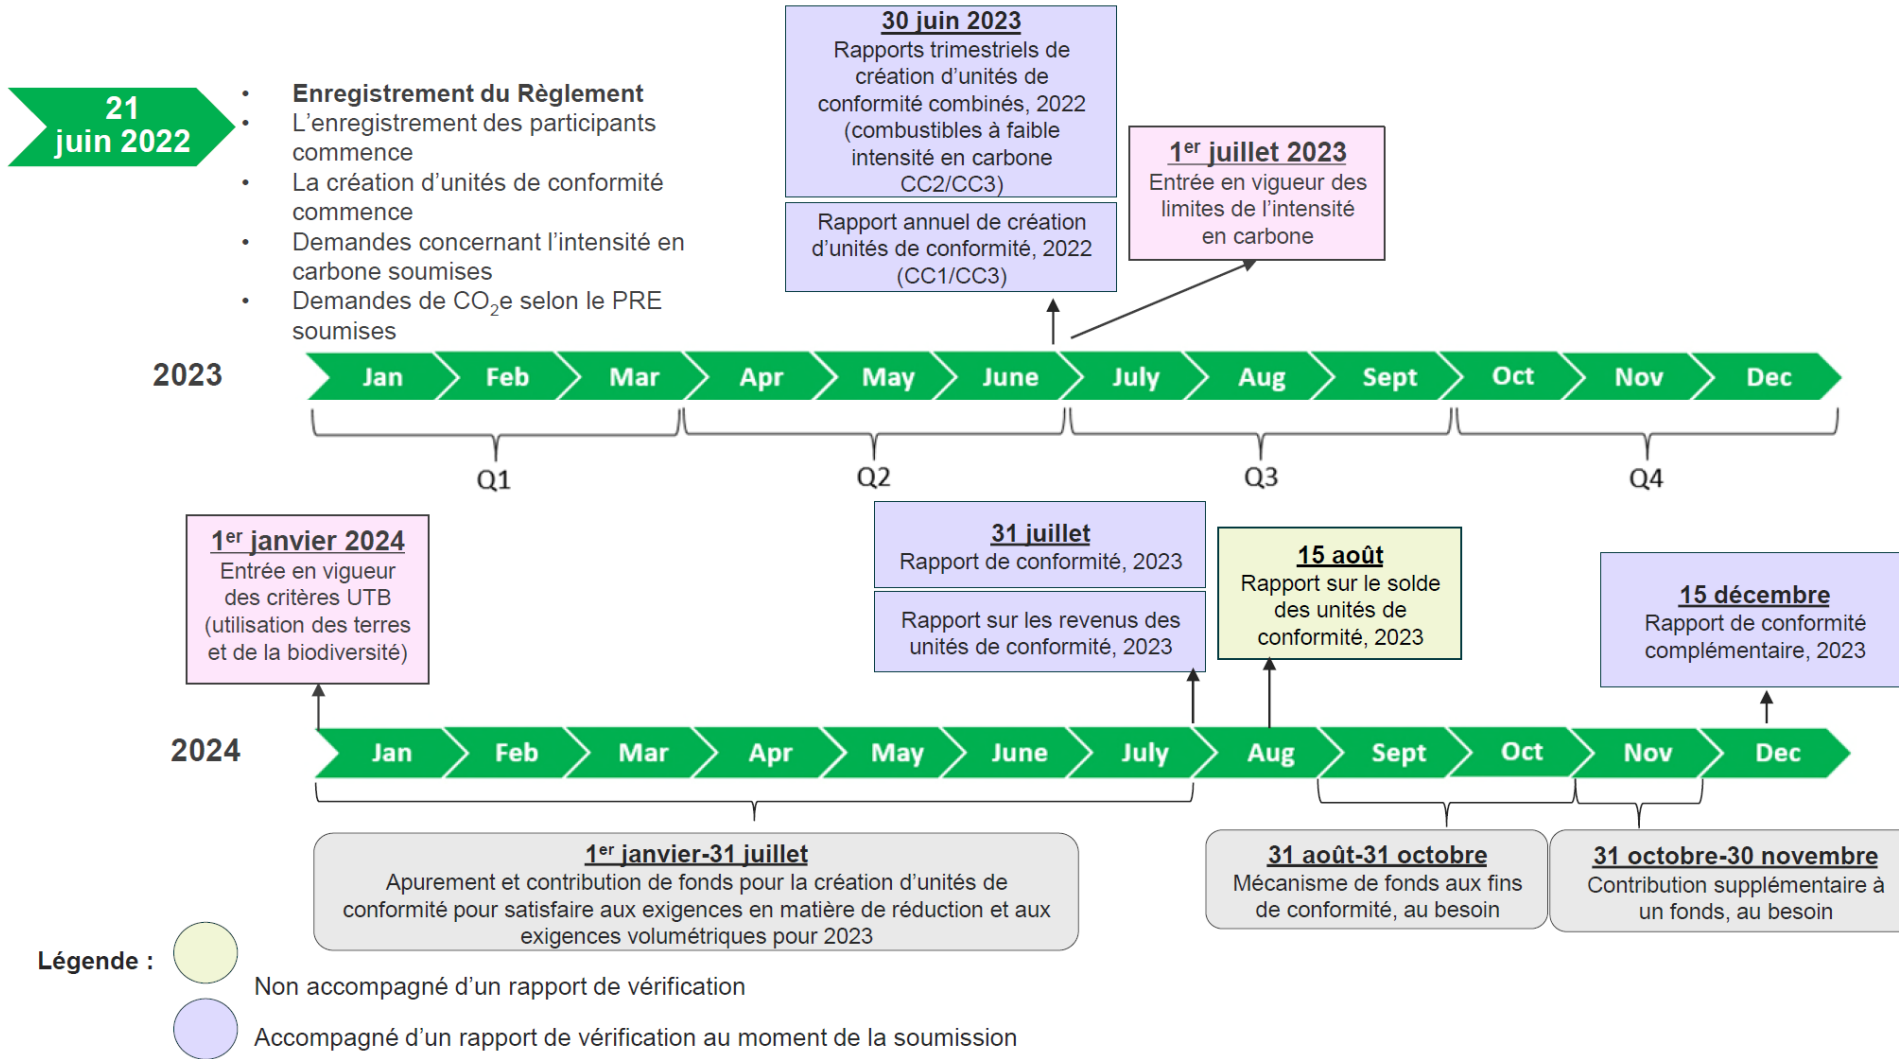 21
juin 2022
• Enregistrement du Règlement
• L’enregistrement des participants
commence
• La création d’unités de conformité
commence
• Demandes concernant l’intensité en
carbone soumises
• Demandes de CO₂e selon le PRE
soumises
30 juin 2023
Rapports trimestriels de
création d’unités de
conformité combinés, 2022
(combustibles à faible
intensité en carbone
CC2/CC3)
Rapport annuel de création
d’unités de conformité, 2022
(CC1/CC3)
1er juillet 2023
Entrée en vigueur des
limites de l’intensité
en carbone
2023
Jan
Feb
Mar
Apr
May
June
July
Aug
Sept
Oct
Nov
Dec
Q1
Q2
Q3
Q4
1er janvier 2024
Entrée en vigueur
des critères UTB
(utilisation des terres
et de la biodiversité)
31 juillet
Rapport de conformité, 2023
Rapport sur les revenus des
unités de conformité, 2023
15 août
Rapport sur le solde
des unités de
conformité, 2023
15 décembre
Rapport de conformité
complémentaire, 2023
2024
Jan
Feb
Mar
Apr
May
June
July
Aug
Sept
Oct
Nov
Dec
1er janvier-31 juillet
Apurement et contribution de fonds pour la création d’unités de
conformité pour satisfaire aux exigences en matière de réduction et aux
exigences volumétriques pour 2023
31 août-31 octobre
Mécanisme de fonds aux fins
de conformité, au besoin
31 octobre-30 novembre
Contribution supplémentaire à
un fonds, au besoin
Légende :
Non accompagné d’un rapport de vérification
Accompagné d’un rapport de vérification au moment de la soumission